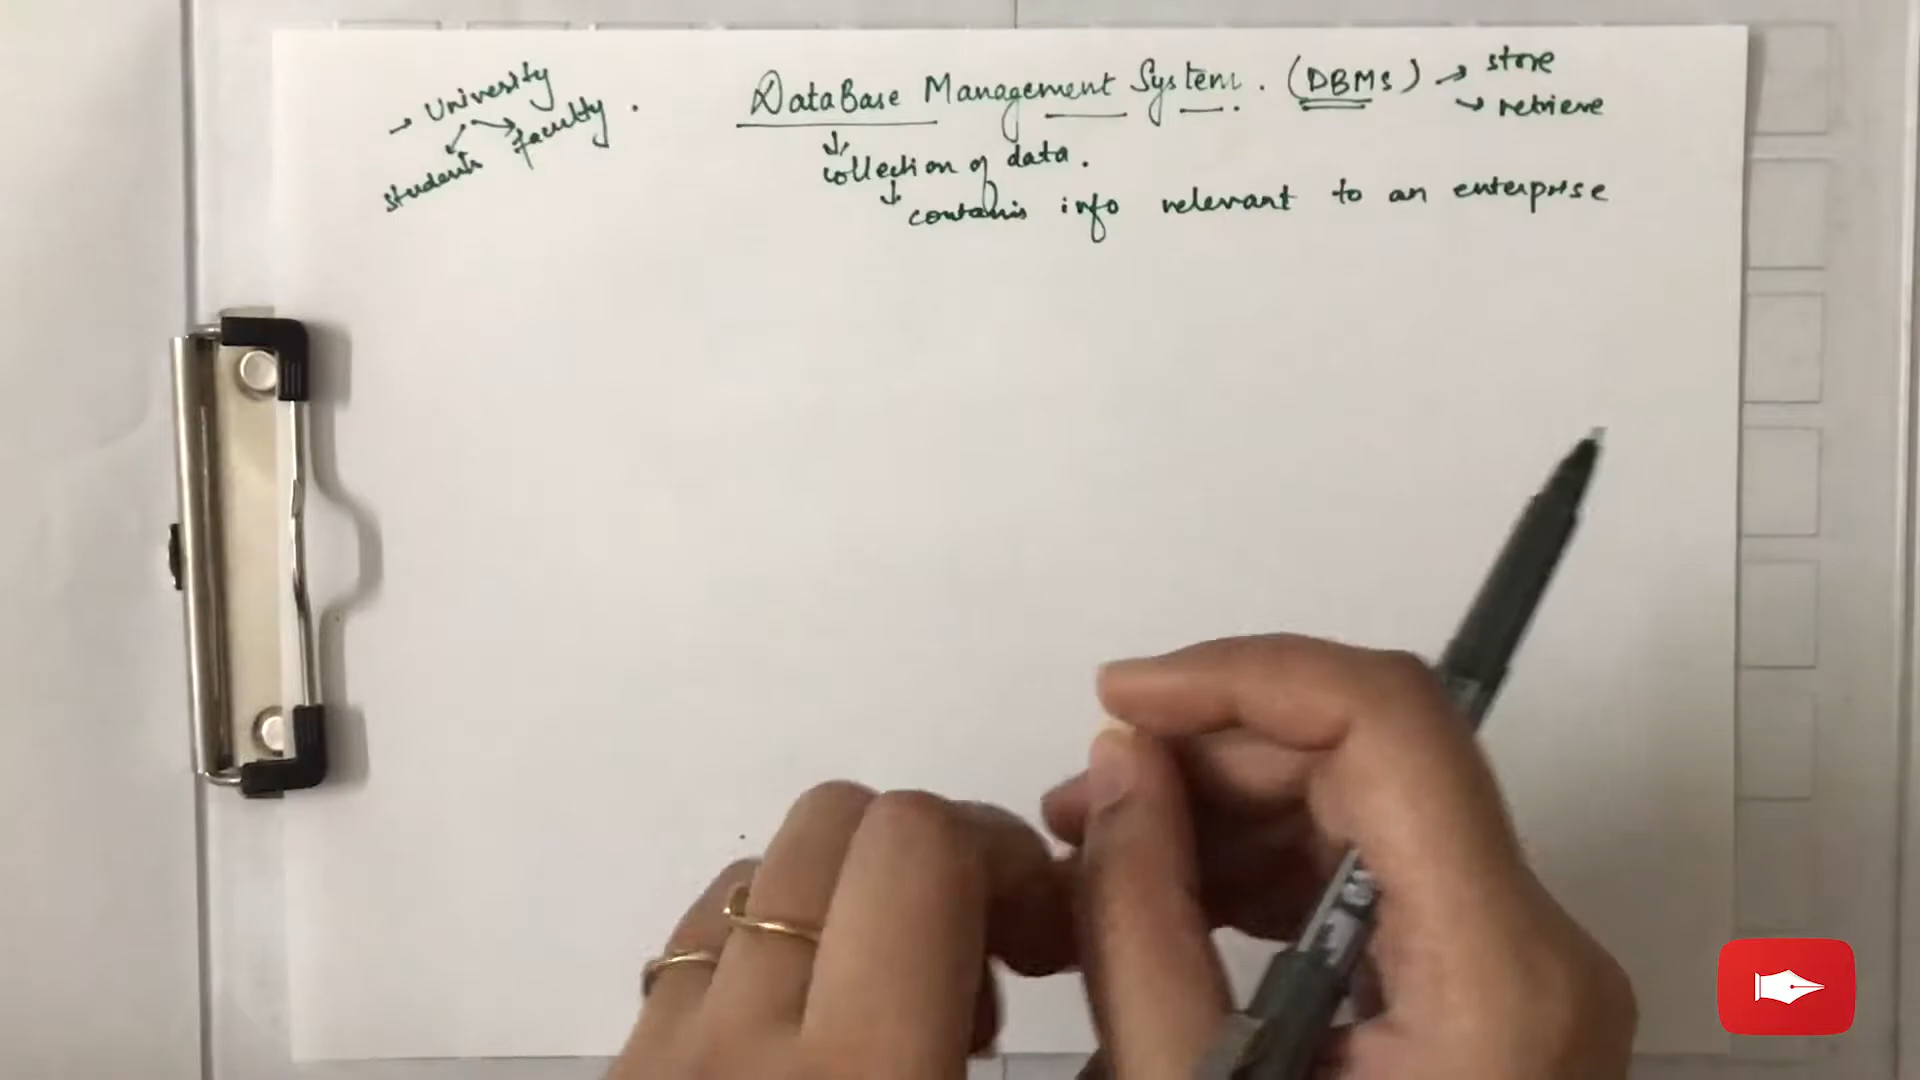 → University
students faculty .
DataBase Management System . (DBMS) → store
→ retrieve
collection of data .
contains info relevant to an enterprise